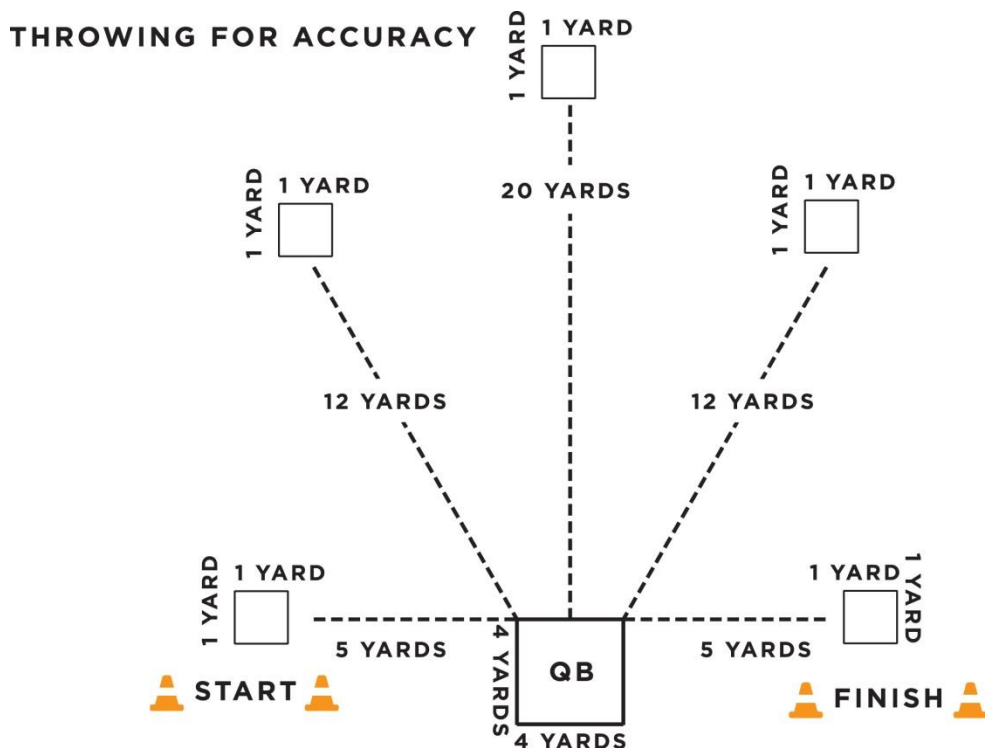 THROWING FOR ACCURACY
1 YARD
1 YARD
20 YARDS
1 YARD
1 YARD
1 YARD
1 YARD
12 YARDS
12 YARDS
1 YARD
1 YARD
1 YARD
1 YARD
5 YARDS
4 YARDS
QB
5 YARDS
START
FINISH
4 YARDS